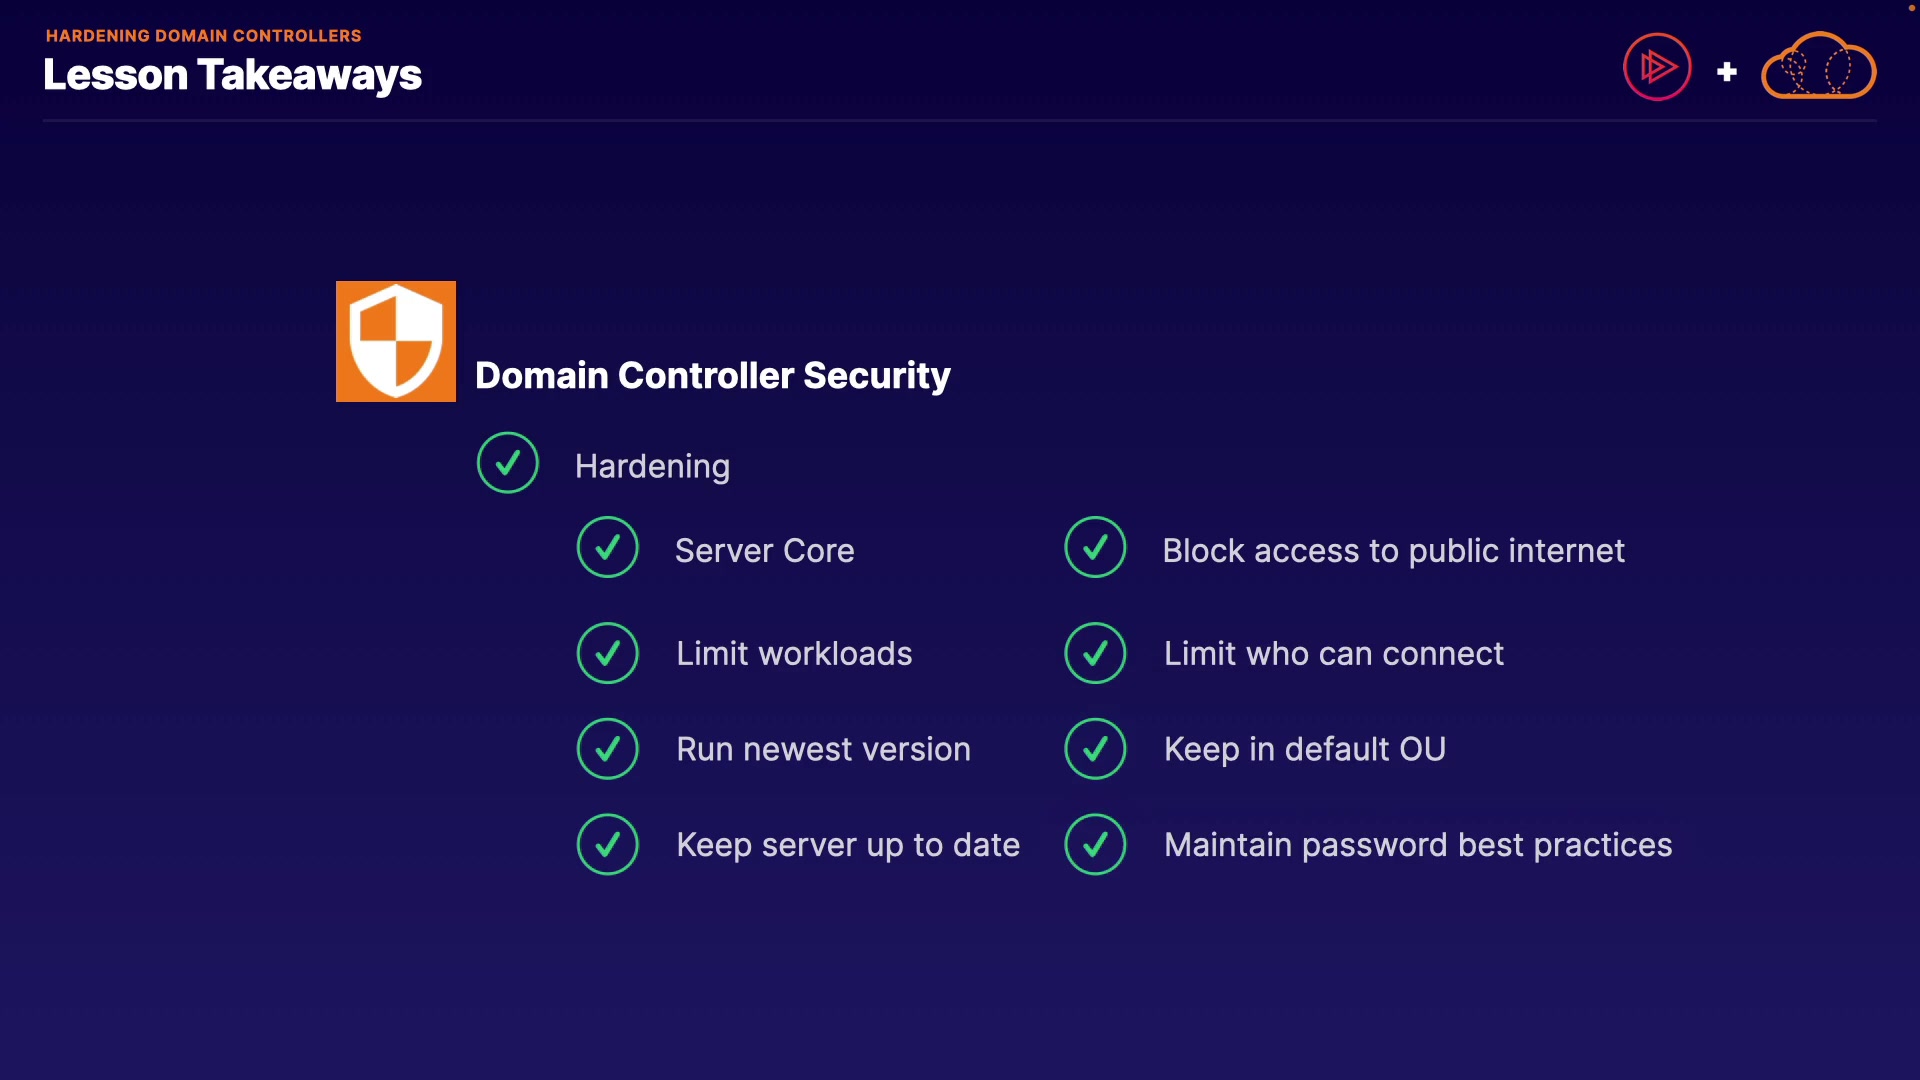 HARDENING DOMAIN CONTROLLERS
Lesson Takeaways
+
Domain Controller Security
Hardening
Server Core
Block access to public internet
Limit workloads
Limit who can connect
Run newest version
Keep in default OU
Keep server up to date
Maintain password best practices